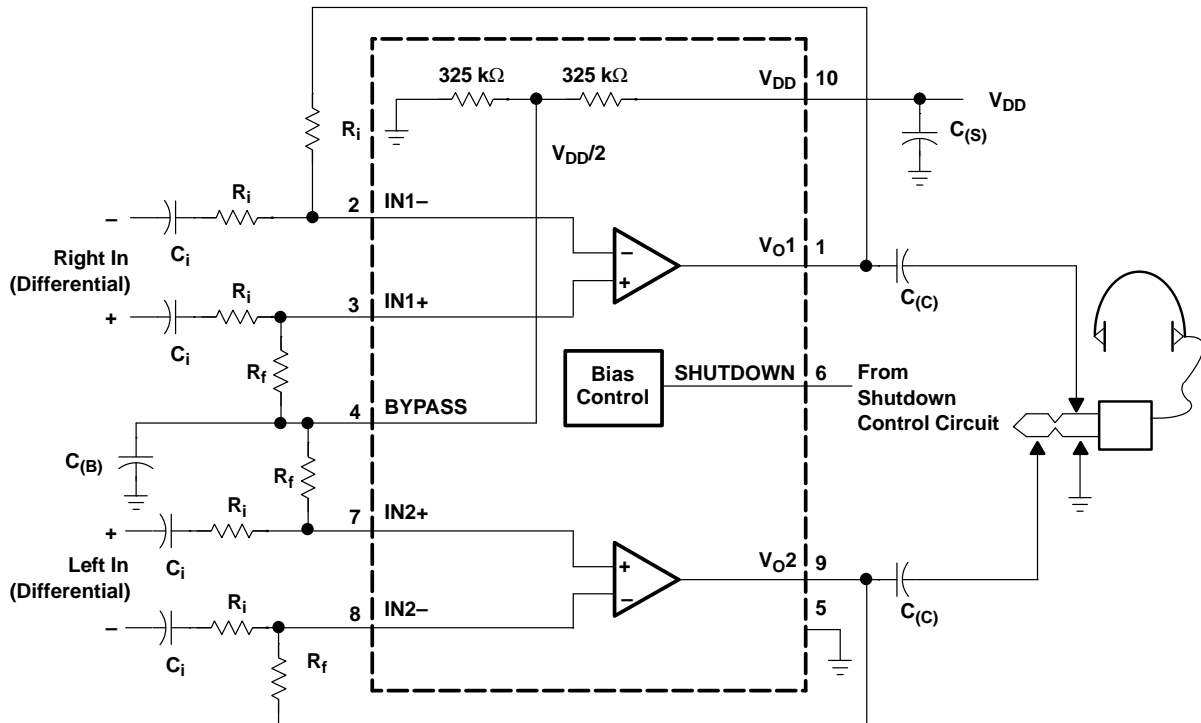 325 kΩ
325 kΩ
VDD
10
VDD
C(S)
Ri
VDD/2
Ri
2
IN1–
–
Ci
VO1
1
Right In
(Differential)
Ri
3
IN1+
–
+
C(C)
+
Ci
Rf
Bias
Control
SHUTDOWN
6
From
Shutdown
Control Circuit
4
BYPASS
C(B)
Rf
Ri
7
IN2+
+
Ci
VO2
9
Left In
(Differential)
+
–
Ri
8
IN2–
5
C(C)
–
Ci
Rf